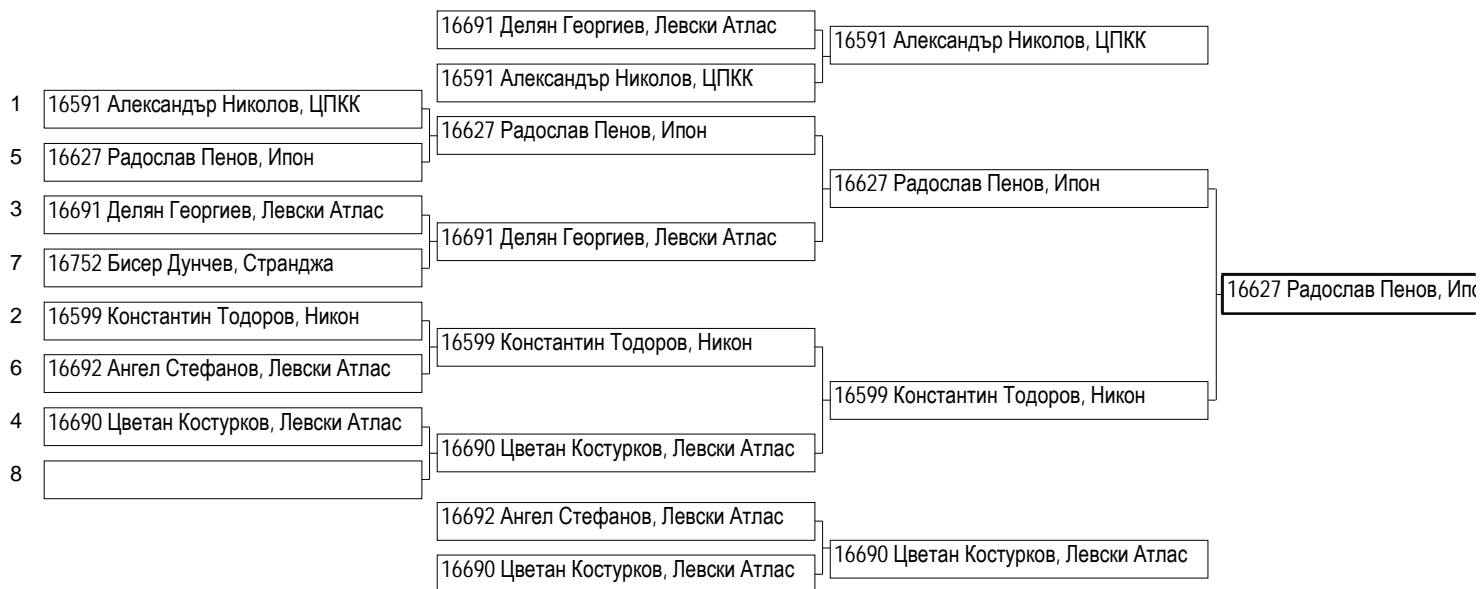 16691 Делян Георгиев, Левски Атлас
16591 Александър Николов, ЦПКК
16591 Александър Николов, ЦПКК
1 16591 Александър Николов, ЦПКК
16627 Радослав Пенов, Ипон
5 16627 Радослав Пенов, Ипон
16627 Радослав Пенов, Ипон
3 16691 Делян Георгиев, Левски Атлас
16691 Делян Георгиев, Левски Атлас
7 16752 Бисер Дунчев, Странджа
16627 Радослав Пенов, Ипо
2 16599 Константин Тодоров, Никон
16599 Константин Тодоров, Никон
6 16692 Ангел Стефанов, Левски Атлас
16599 Константин Тодоров, Никон
4 16690 Цветан Костурков, Левски Атлас
16690 Цветан Костурков, Левски Атлас
8
16692 Ангел Стефанов, Левски Атлас
16690 Цветан Костурков, Левски Атлас
16690 Цветан Костурков, Левски Атлас